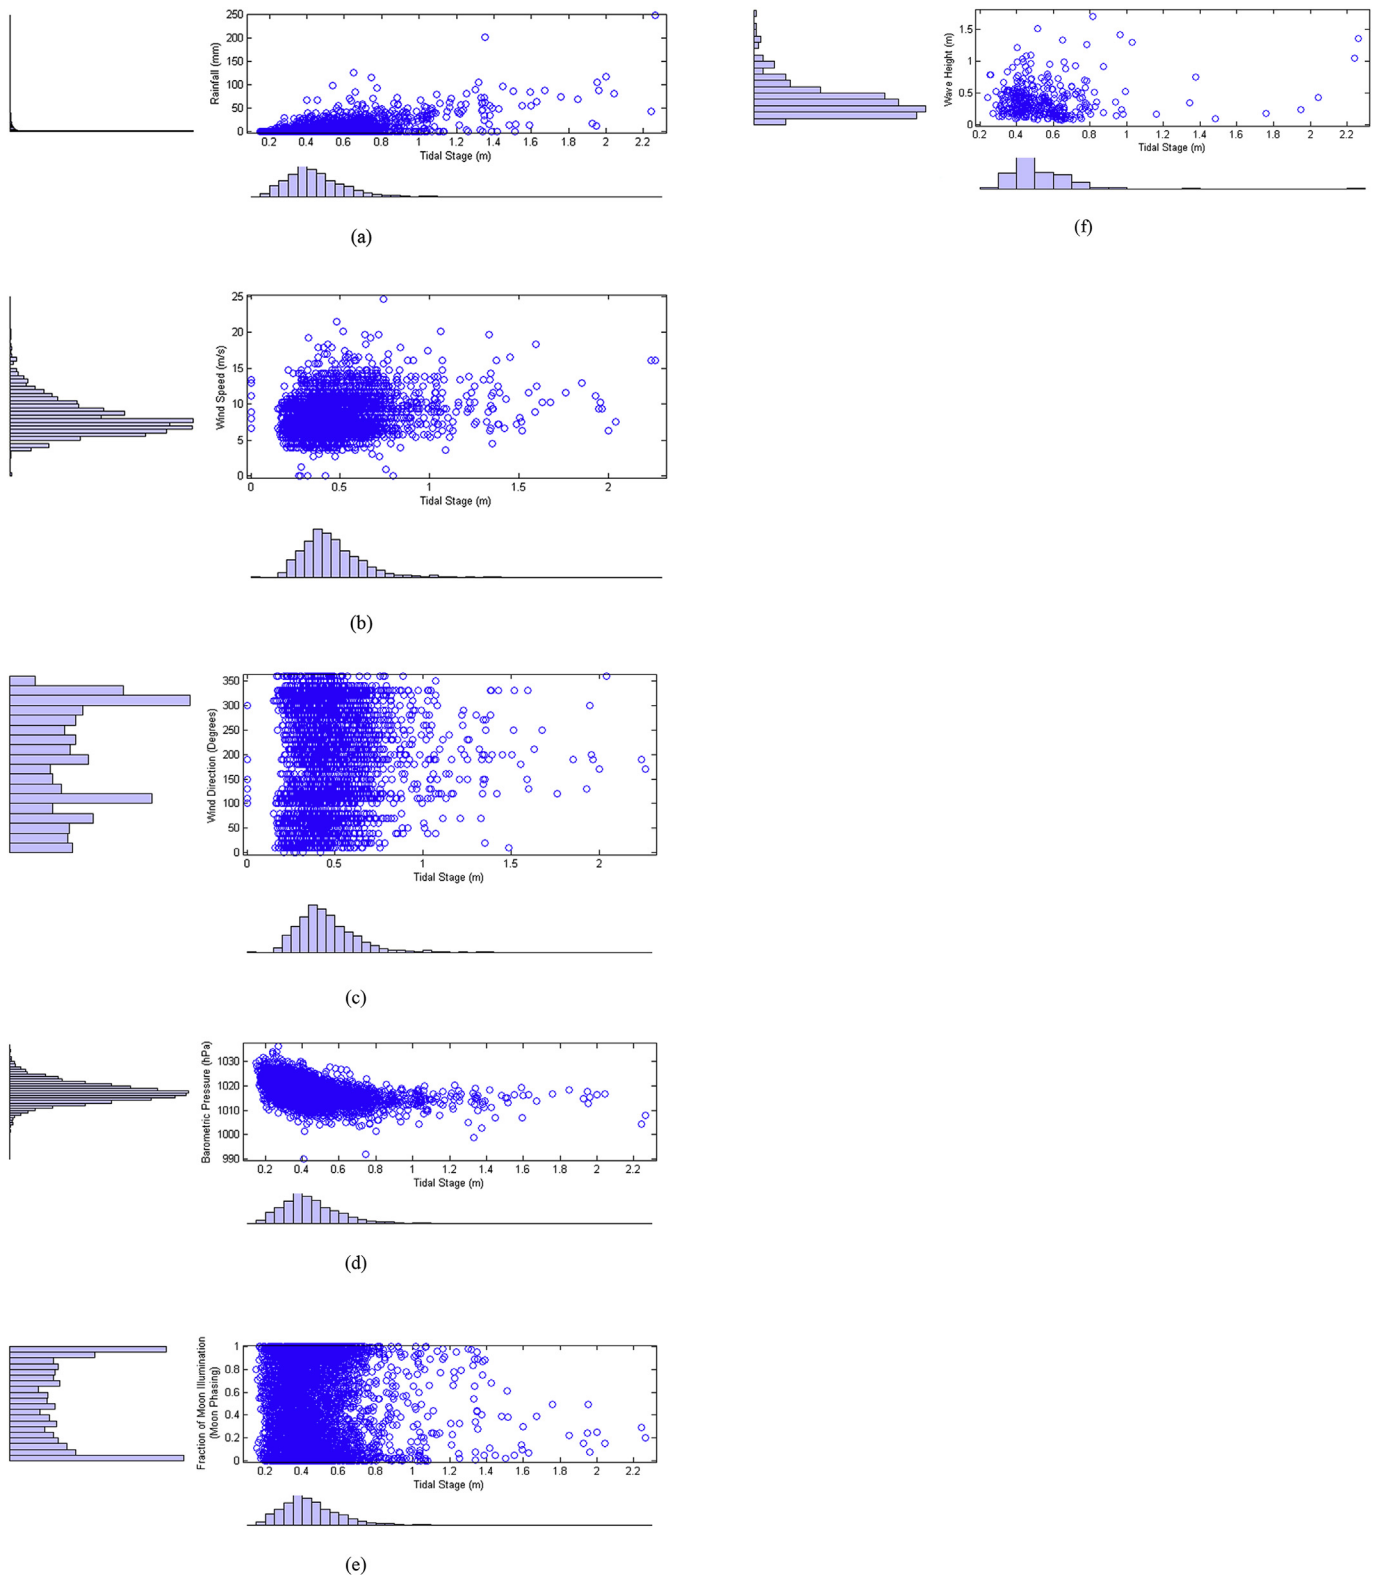 250
200
150
100
50
0
Rainfall (mm)
0.2 0.4 0.6 0.8 1 1.2 1.4 1.6 1.8 2 2.2
Tidal Stage (m)
(a)
1.5
1
0.5
0
Wave Height (m)
0.2 0.4 0.6 0.8 1 1.2 1.4 1.6 1.8 2 2.2
Tidal Stage (m)
(f)
25
20
15
10
5
0
Wind Speed (m/s)
0 0.5 1 1.5 2
Tidal Stage (m)
(b)
350
300
250
200
150
100
50
0
Wind Direction (Degrees)
0 0.5 1 1.5 2
Tidal Stage (m)
(c)
1030
1020
1010
1000
990
Barometric Pressure (hPa)
0.2 0.4 0.6 0.8 1 1.2 1.4 1.6 1.8 2 2.2
Tidal Stage (m)
(d)
1
0.8
0.6
0.4
0.2
0
Fraction of Moon Illumination
(Moon Phasing)
0.2 0.4 0.6 0.8 1 1.2 1.4 1.6 1.8 2 2.2
Tidal Stage (m)
(e)